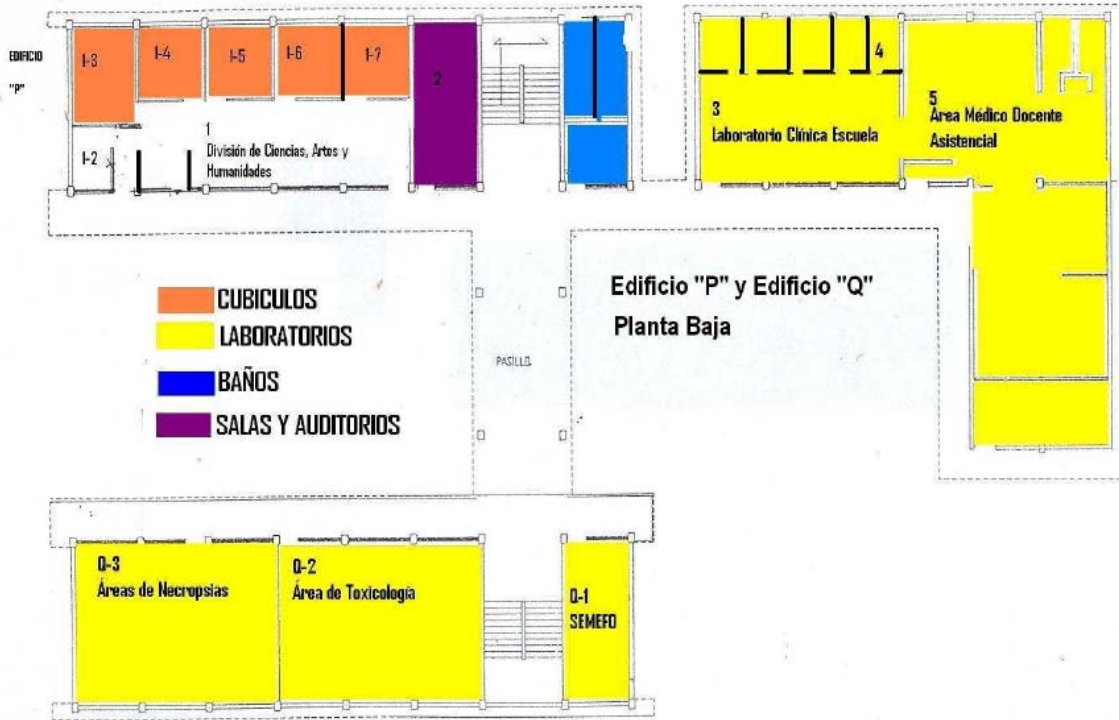 EDIFICIO
"P"
I-3
I-4
I-5
I-6
I-7
2
I-2
1
División de Ciencias, Artes y
Humanidades
4
3
Laboratorio Clínica Escuela
5
Área Médico Docente
Asistencial
CUBICULOS
LABORATORIOS
BAÑOS
SALAS Y AUDITORIOS
PASILLO
Edificio "P" y Edificio "Q"
Planta Baja
Q-3
Áreas de Necropsias
Q-2
Área de Toxicología
Q-1
SEMEFO